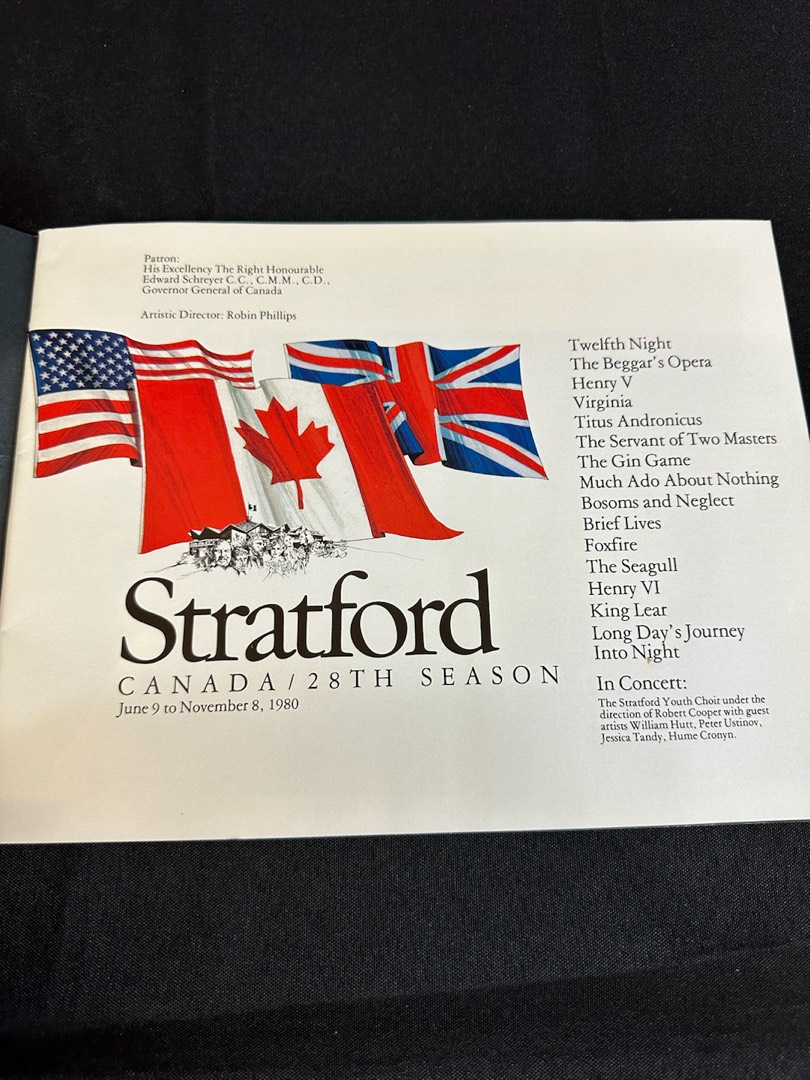 Patron:
His Excellency The Right Honourable
Edward Schreyer C.C., C.M.M., C.D.,
Governor General of Canada
Artistic Director: Robin Phillips
Stratford
CANADA/28TH SEASON
June 9 to November 8, 1980
Twelfth Night
The Beggar's Opera
Henry V
Virginia
Titus Andronicus
The Servant of Two Masters
The Gin Game
Much Ado About Nothing
Bosoms and Neglect
Brief Lives
Foxfire
The Seagull
Henry VI
King Lear
Long Day's Journey
Into Night
In Concert:
The Stratford Youth Choir under the
direction of Robert Cooper with guest
artists William Hutt, Peter Ustinov,
Jessica Tandy, Hume Cronyn.